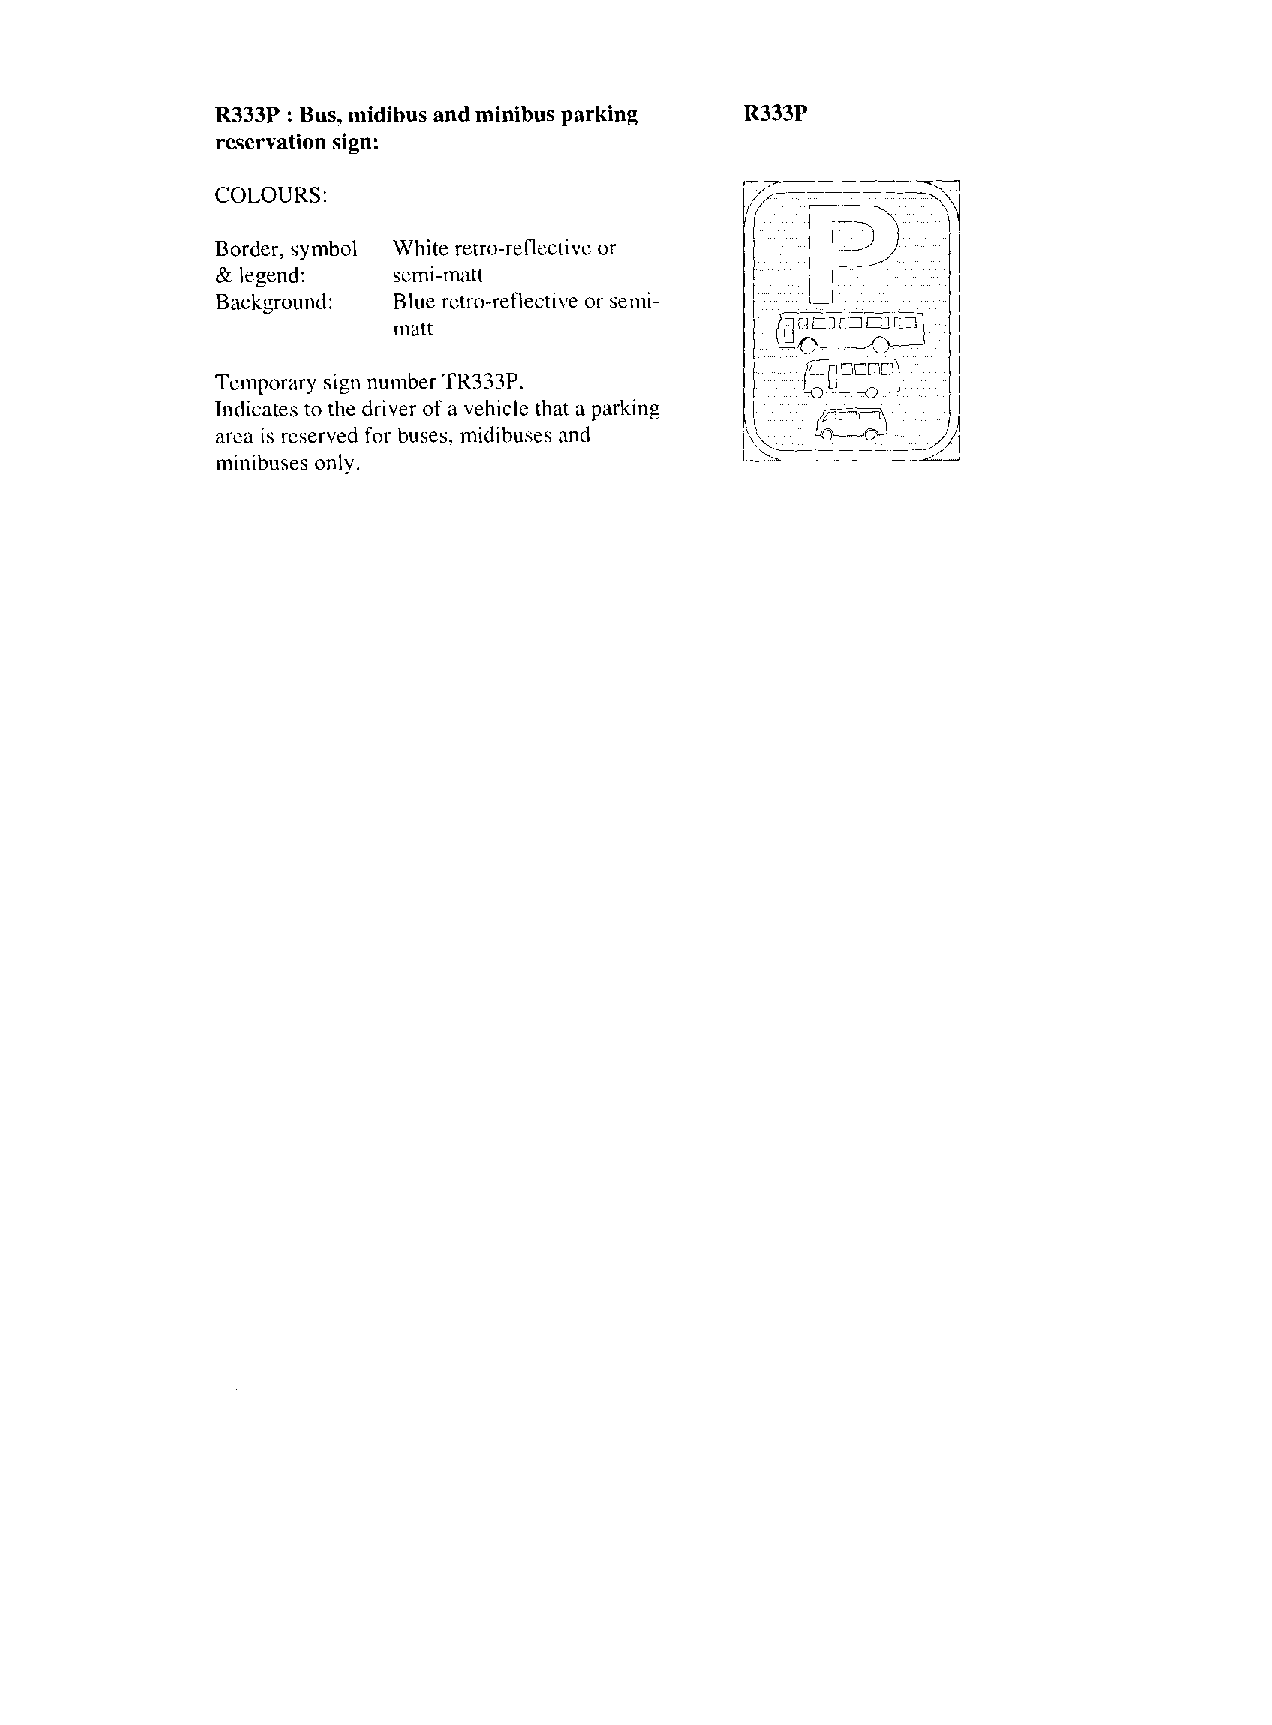 R333P : Bus, midibus and minibus parking
reservation sign:
R333P
COLOURS:
Border, symbol & legend: White retro-reflective or semi-matt
Background: Blue retro-reflective or semi-matt
Temporary sign number TR333P.
Indicates to the driver of a vehicle that a parking
area is reserved for buses, midibuses and
minibuses only.
P